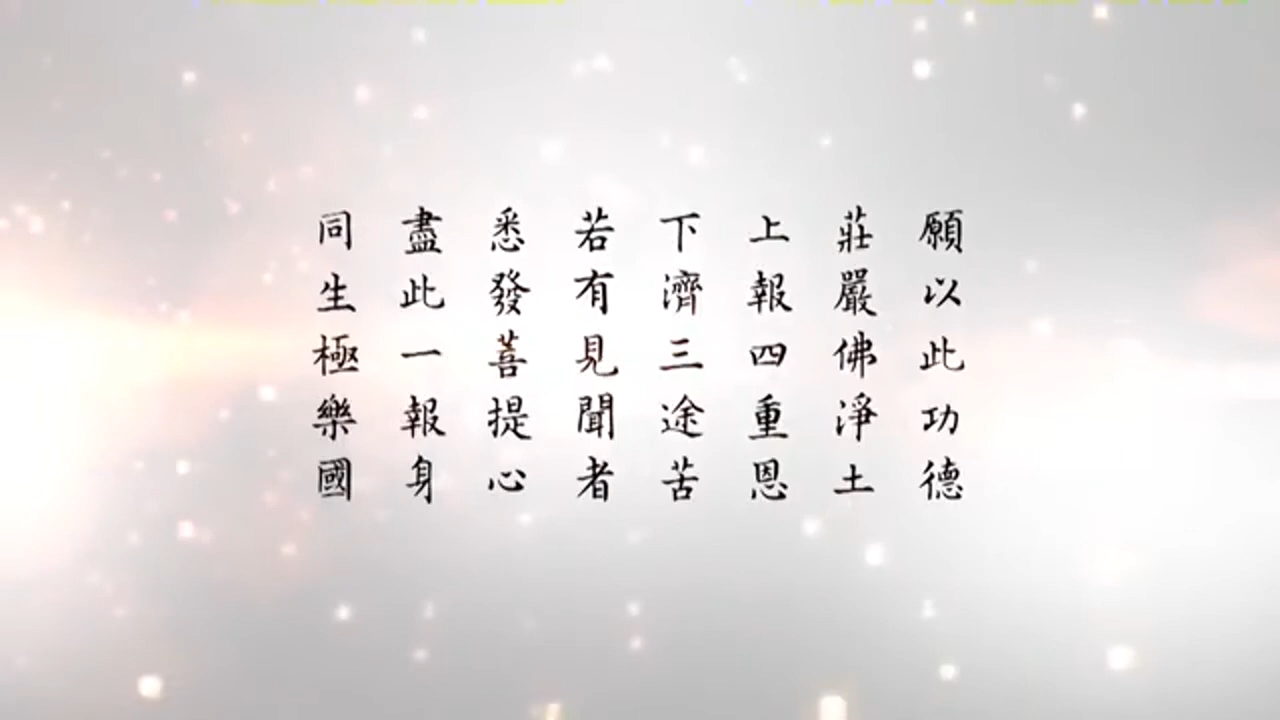 願以此功德
莊嚴佛淨土
上報四重恩
下濟三途苦
若有見聞者
悉發菩提心
盡此一報身
同生極樂國